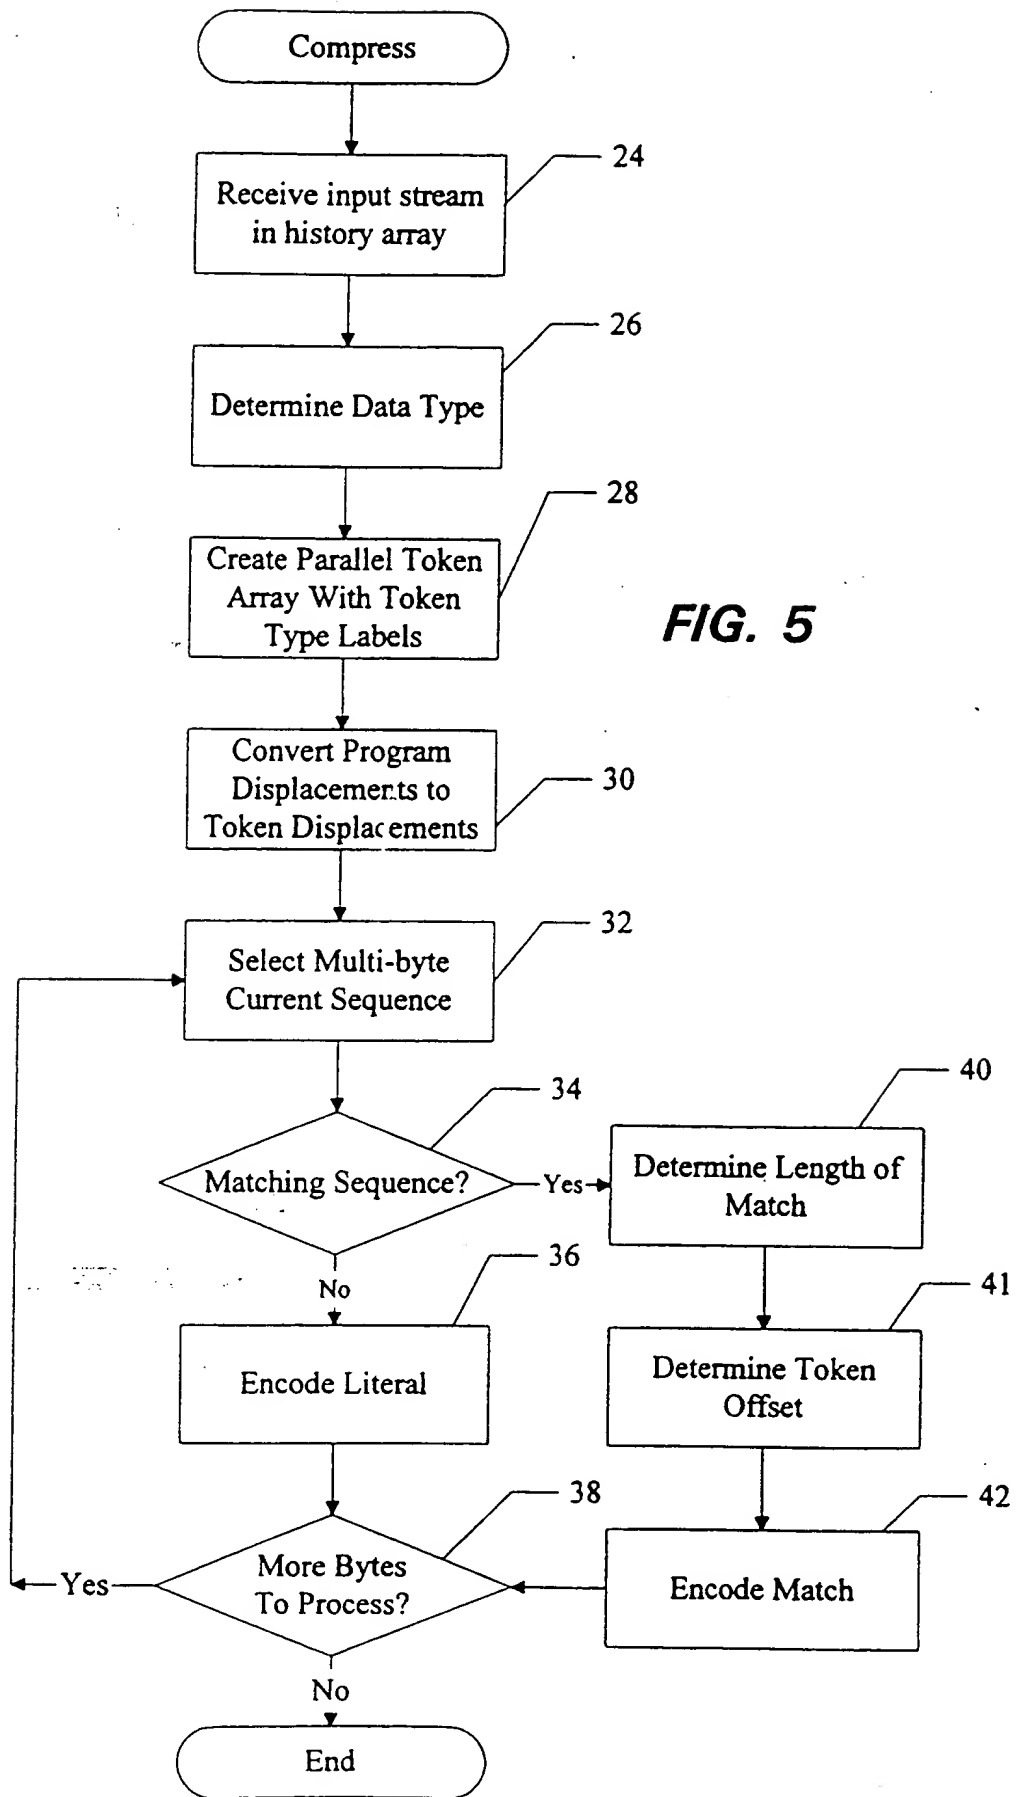 Compress
24
Receive input stream
in history array
26
Determine Data Type
28
Create Parallel Token
Array With Token
Type Labels
FIG. 5
Convert Program
Displacements to
Token Displacements
30
32
Select Multi-byte
Current Sequence
34
Matching Sequence?
Yes
40
Determine Length of
Match
No
36
Encode Literal
41
Determine Token
Offset
38
More Bytes
To Process?
Yes
42
Encode Match
No
End